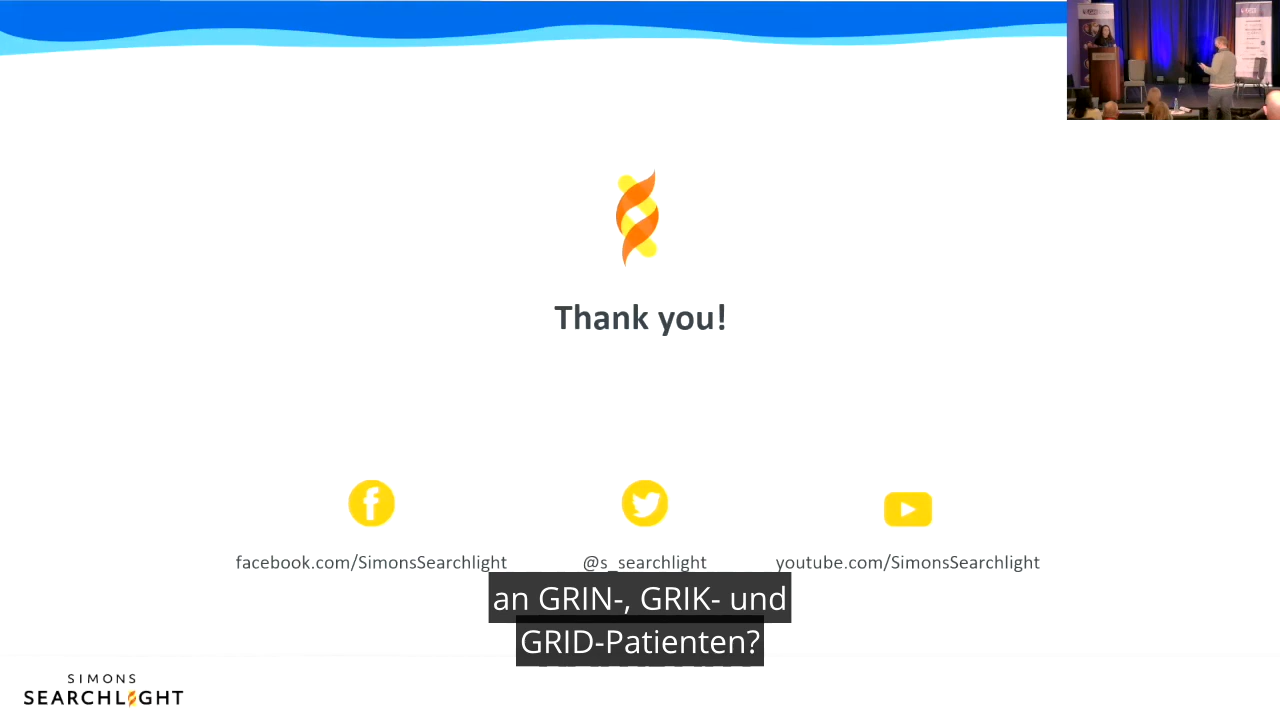 Thank you!
facebook.com/SimonsSearchlight
@s_searchlight
youtube.com/SimonsSearchlight
an GRIN-, GRIK- und
GRID-Patienten?
SIMONS
SEARCHLIGHT